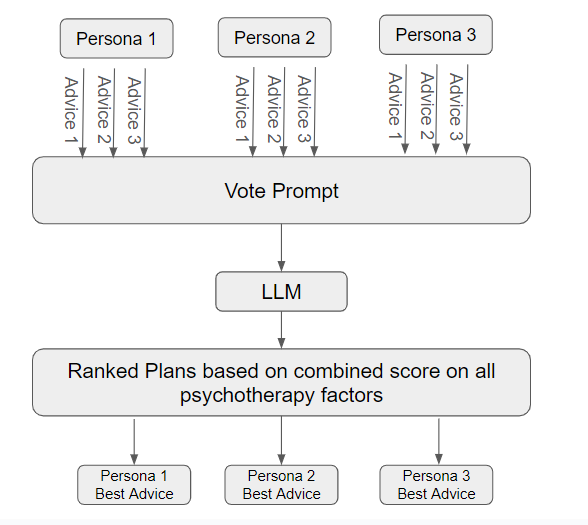 Persona 1
Persona 2
Persona 3
Advice 1
Advice 2
Advice 3
Advice 1
Advice 2
Advice 3
Advice 1
Advice 2
Advice 3
Vote Prompt
LLM
Ranked Plans based on combined score on all
psychotherapy factors
Persona 1
Best Advice
Persona 2
Best Advice
Persona 3
Best Advice